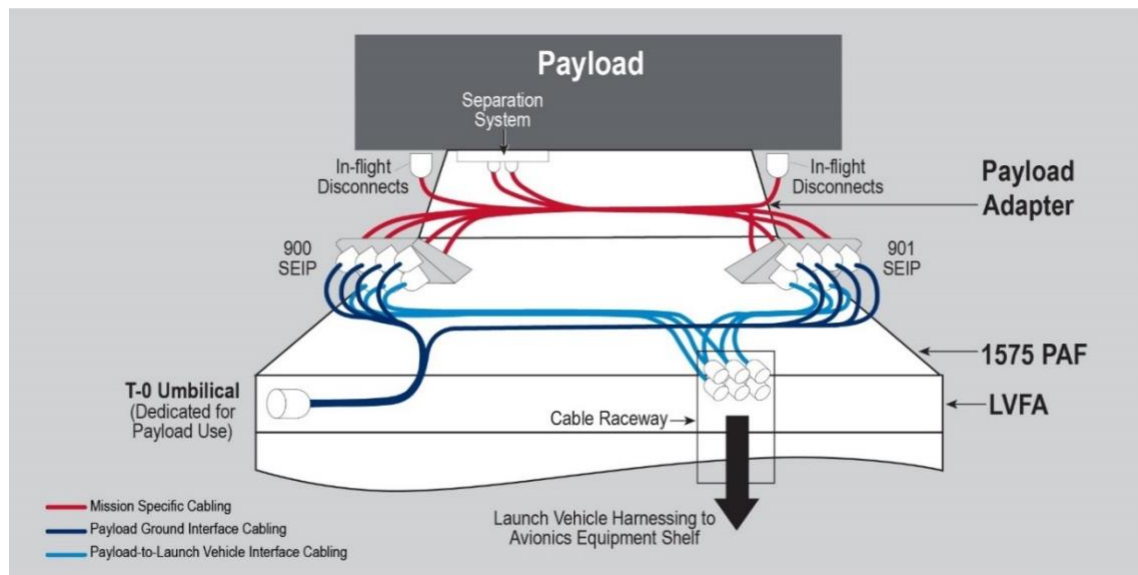 Payload
Separation
System
In-flight
Disconnects
In-flight
Disconnects
Payload
Adapter
900
SEIP
901
SEIP
1575 PAF
T-0 Umbilical
(Dedicated for
Payload Use)
LVFA
Cable Raceway
Mission Specific Cabling
Payload Ground Interface Cabling
Payload-to-Launch Vehicle Interface Cabling
Launch Vehicle Harnessing to
Avionics Equipment Shelf